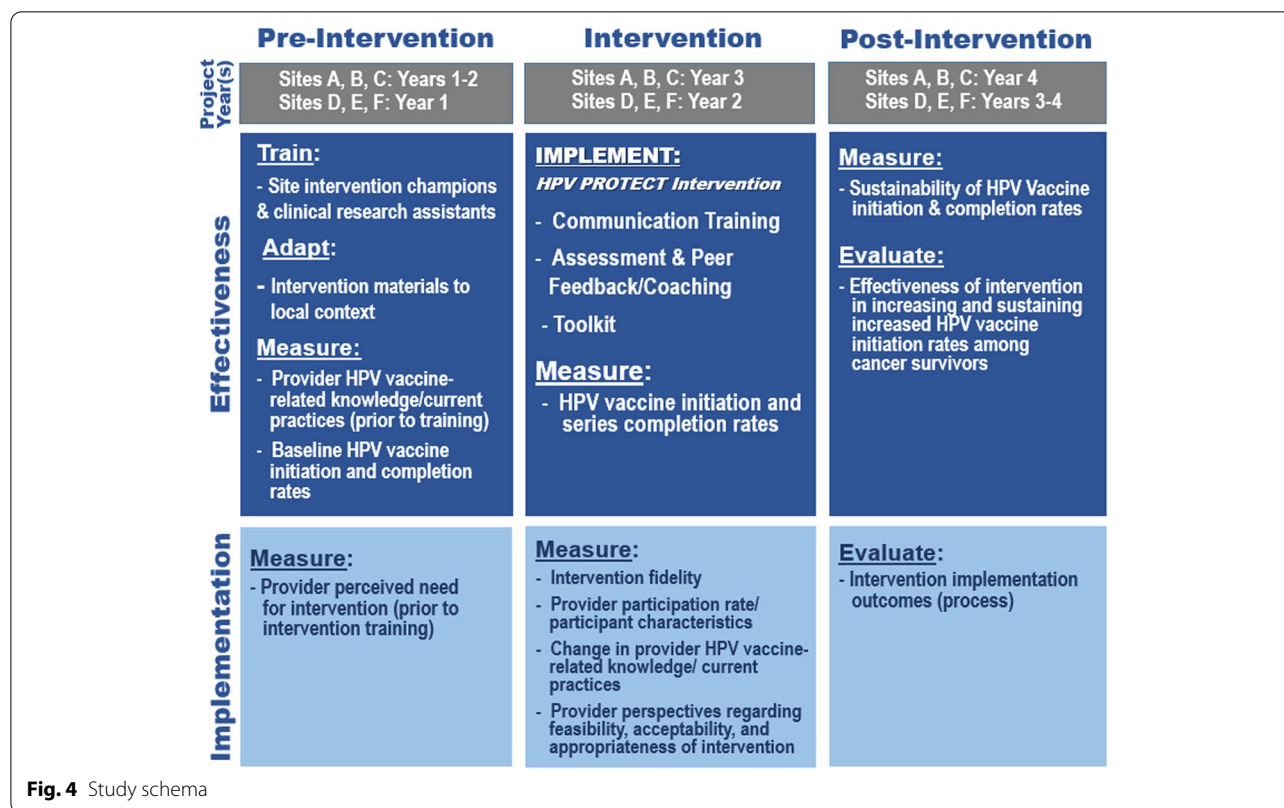 Pre-Intervention
Intervention
Post-Intervention
Project
Year(s)
Sites A, B, C: Years 1-2
Sites D, E, F: Year 1
Sites A, B, C: Year 3
Sites D, E, F: Year 2
Sites A, B, C: Year 4
Sites D, E, F: Years 3-4
Effectiveness
Train:
- Site intervention champions
& clinical research assistants
Adapt:
- Intervention materials to
local context
Measure:
- Provider HPV vaccine-
related knowledge/current
practices (prior to training)
- Baseline HPV vaccine
initiation and completion
rates
IMPLEMENT:
HPV PROTECT Intervention
- Communication Training
- Assessment & Peer
Feedback/Coaching
- Toolkit
Measure:
- HPV vaccine initiation and
series completion rates
Measure:
- Sustainability of HPV Vaccine
initiation & completion rates
Evaluate:
- Effectiveness of intervention
in increasing and sustaining
increased HPV vaccine
initiation rates among
cancer survivors
Implementation
Measure:
- Provider perceived need
for intervention (prior to
intervention training)
Measure:
- Intervention fidelity
- Provider participation rate/
participant characteristics
- Change in provider HPV vaccine-
related knowledge/ current
practices
- Provider perspectives regarding
feasibility, acceptability, and
appropriateness of intervention
Evaluate:
- Intervention implementation
outcomes (process)
Fig. 4 Study schema